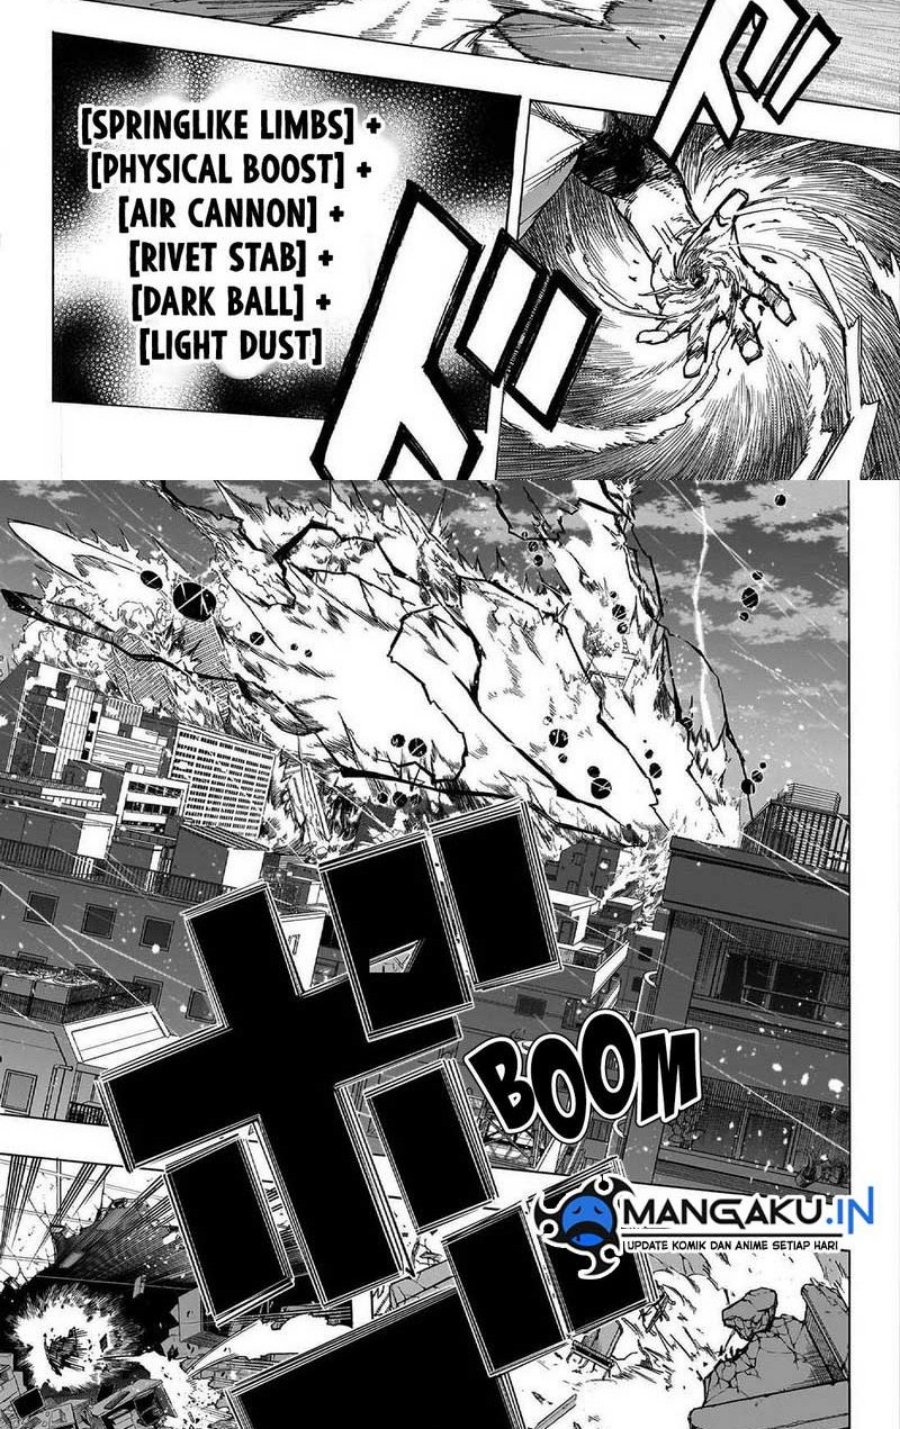 ドド
[SPRINGLIKE LIMBS] +
[PHYSICAL BOOST] +
[AIR CANNON] +
[RIVET STAB] +
[DARK BALL] +
[LIGHT DUST]
ボボ
BOOM
MANGAKU.IN
UPDATE KOMIK DAN ANIME SETIAP HARI